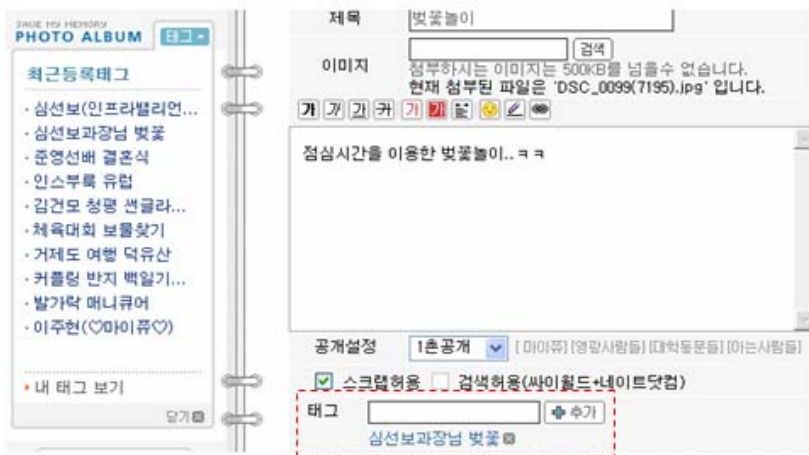 SAVE MY MEMORY
PHOTO ALBUM 태그
최근등록태그
· 심선보(인프라밸리언...
· 심선보과장님 벚꽃
· 준영선배 결혼식
· 인스부룩 유럽
· 김건모 청평 썬글라...
· 체육대회 보물찾기
· 거제도 여행 덕유산
· 커플링 반지 백일기...
· 발가락 매니큐어
· 이주현(♡마이쮸♡)
내 태그 보기
닫기
제목 벚꽃놀이
이미지 검색
첨부하시는 이미지는 500KB를 넘을수 없습니다.
현재 첨부된 파일은 'DSC_0099(7195).jpg' 입니다.
가 가 가 가 가 가
점심시간을 이용한 벚꽃놀이..ㅋㅋ
공개설정 1촌공개 [마이쮸][영광사람들][대학동문들][아는사람들]
스크랩허용 검색허용(싸이월드+네이트닷컴)
태그 추가
심선보과장님 벚꽃